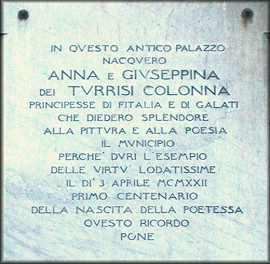 IN QVESTO ANTICO PALAZZO
NACQVERO
ANNA E GIVSEPPINA
DEI TVRRISI COLONNA
PRINCIPESSE DI FITALIA E DI GALATI
CHE DIEDERO SPLENDORE
ALLA PITTVRA E ALLA POESIA
IL MVNICIPIO
PERCHE' DVRI L'ESEMPIO
DELLE VIRTV' LODATISSIME
IL DI' 3 APRILE MCMXXII
PRIMO CENTENARIO
DELLA NASCITA DELLA POETESSA
QVESTO RICORDO
PONE